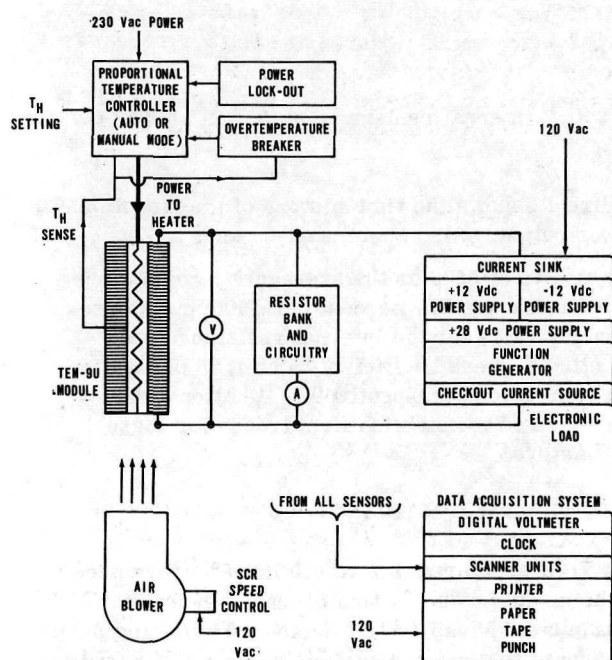 230 Vac POWER
PROPORTIONAL
TEMPERATURE
CONTROLLER
(AUTO OR
MANUAL MODE)
POWER
LOCK-OUT
OVERTEMPERATURE
BREAKER
TH
SETTING
120 Vac
POWER
TO
HEATER
TH
SENSE
TEM-9U
MODULE
V
RESISTOR
BANK
AND
CIRCUITRY
A
CURRENT SINK
+12 Vdc
POWER SUPPLY
-12 Vdc
POWER SUPPLY
+28 Vdc POWER SUPPLY
FUNCTION
GENERATOR
CHECKOUT CURRENT SOURCE
ELECTRONIC
LOAD
AIR
BLOWER
SCR
SPEED
CONTROL
120
Vac
FROM ALL SENSORS
120
Vac
DATA ACQUISITION SYSTEM
DIGITAL VOLTMETER
CLOCK
SCANNER UNITS
PRINTER
PAPER
TAPE
PUNCH